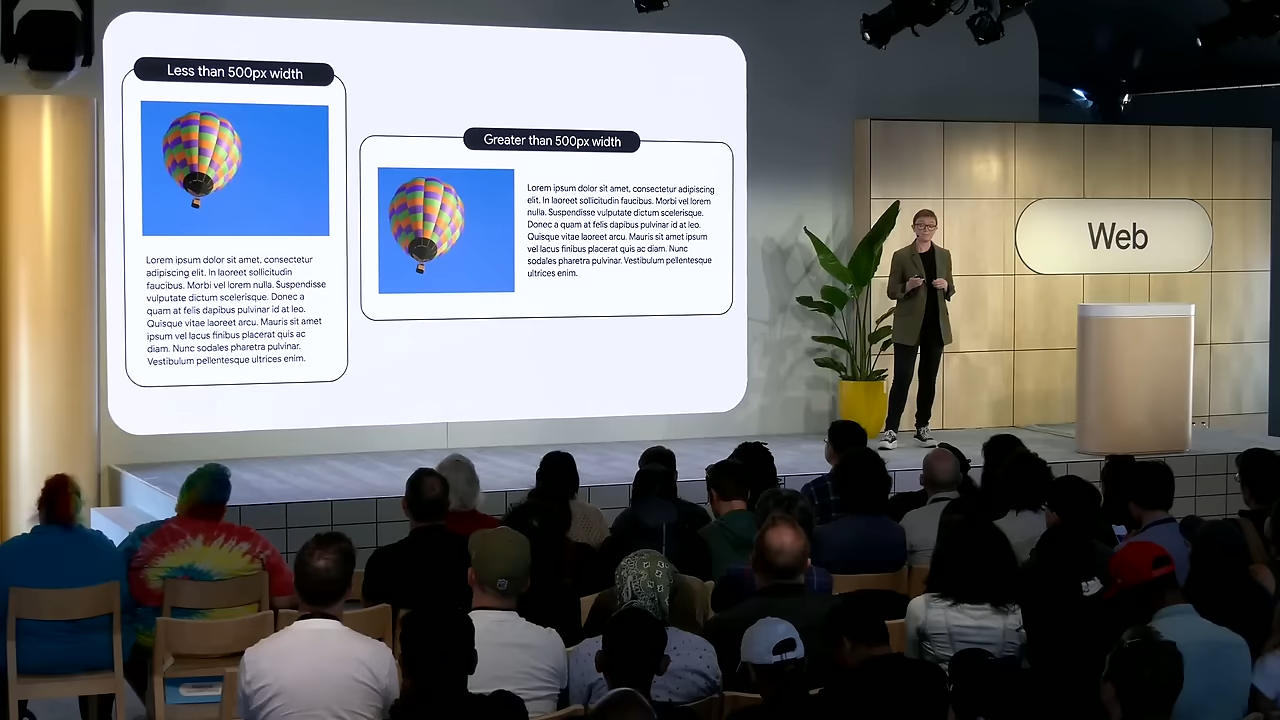 Less than 500px width
Lorem ipsum dolor sit amet, consectetur
adipiscing elit. In laoreet sollicitudin
faucibus. Morbi vel lorem nulla. Suspendisse
vulputate dictum scelerisque. Donec a
quam at felis dapibus pulvinar id at leo.
Quisque vitae laoreet arcu. Mauris sit amet
ipsum vel lacus finibus placerat quis ac
diam. Nunc sodales pharetra pulvinar.
Vestibulum pellentesque ultrices enim.
Greater than 500px width
Lorem ipsum dolor sit amet, consectetur adipiscing
elit. In laoreet sollicitudin faucibus. Morbi vel lorem
nulla. Suspendisse vulputate dictum scelerisque.
Donec a quam at felis dapibus pulvinar id at leo.
Quisque vitae laoreet arcu. Mauris sit amet ipsum
vel lacus finibus placerat quis ac diam. Nunc
sodales pharetra pulvinar. Vestibulum pellentesque
ultrices enim.
Web